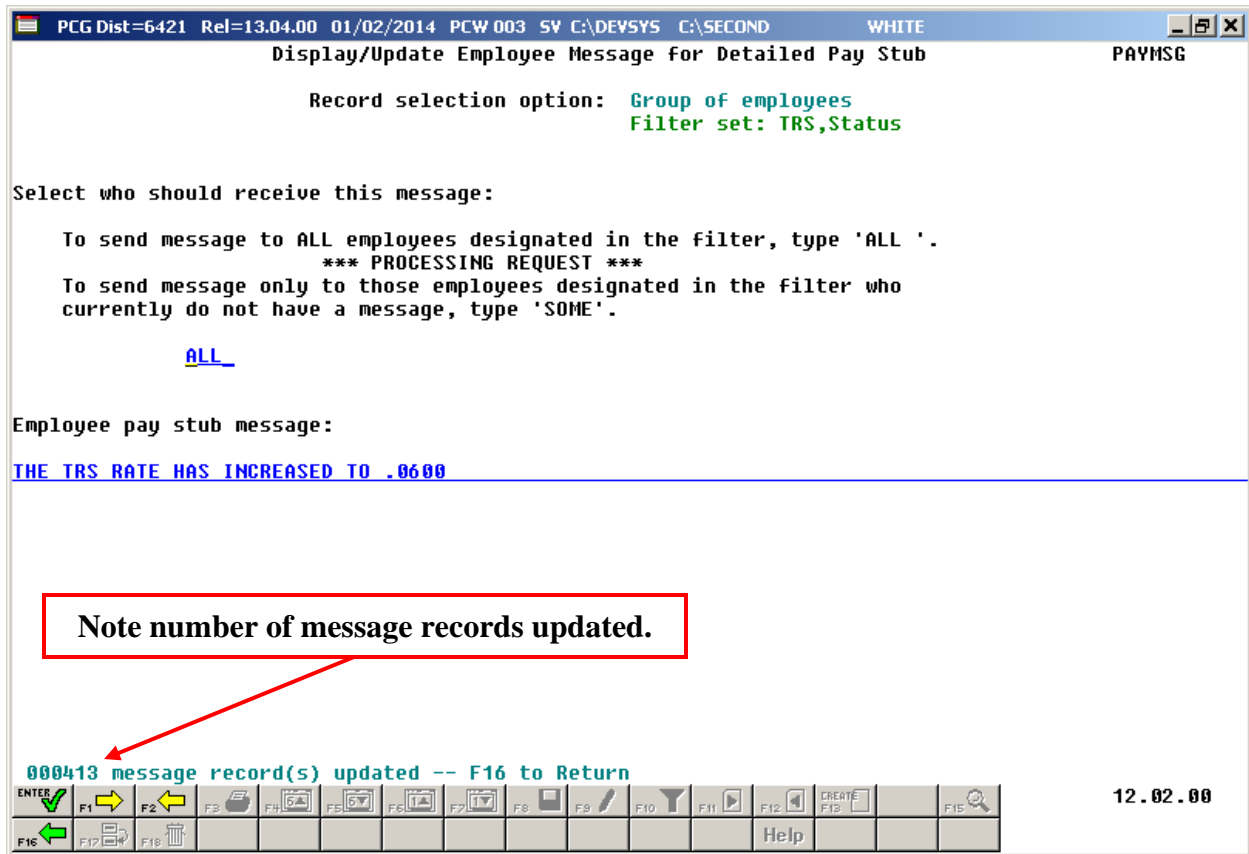 PCG Dist=6421 Rel=13.04.00 01/02/2014 PCW 003 SV C:\DEVSYS C:\SECOND WHITE
Display/Update Employee Message for Detailed Pay Stub PAYMSG
Record selection option: Group of employees
Filter set: TRS,Status
Select who should receive this message:
To send message to ALL employees designated in the filter, type 'ALL '.
*** PROCESSING REQUEST ***
To send message only to those employees designated in the filter who
currently do not have a message, type 'SOME'.
ALL_
Employee pay stub message:
THE TRS RATE HAS INCREASED TO .0600
Note number of message records updated.
000413 message record(s) updated -- F16 to Return
ENTER F1 F2 F3 F4 F5 F6 F7 F8 F9 F10 F11 F12 CREATE F13 F15 12.02.00
F16 F17 F18 Help